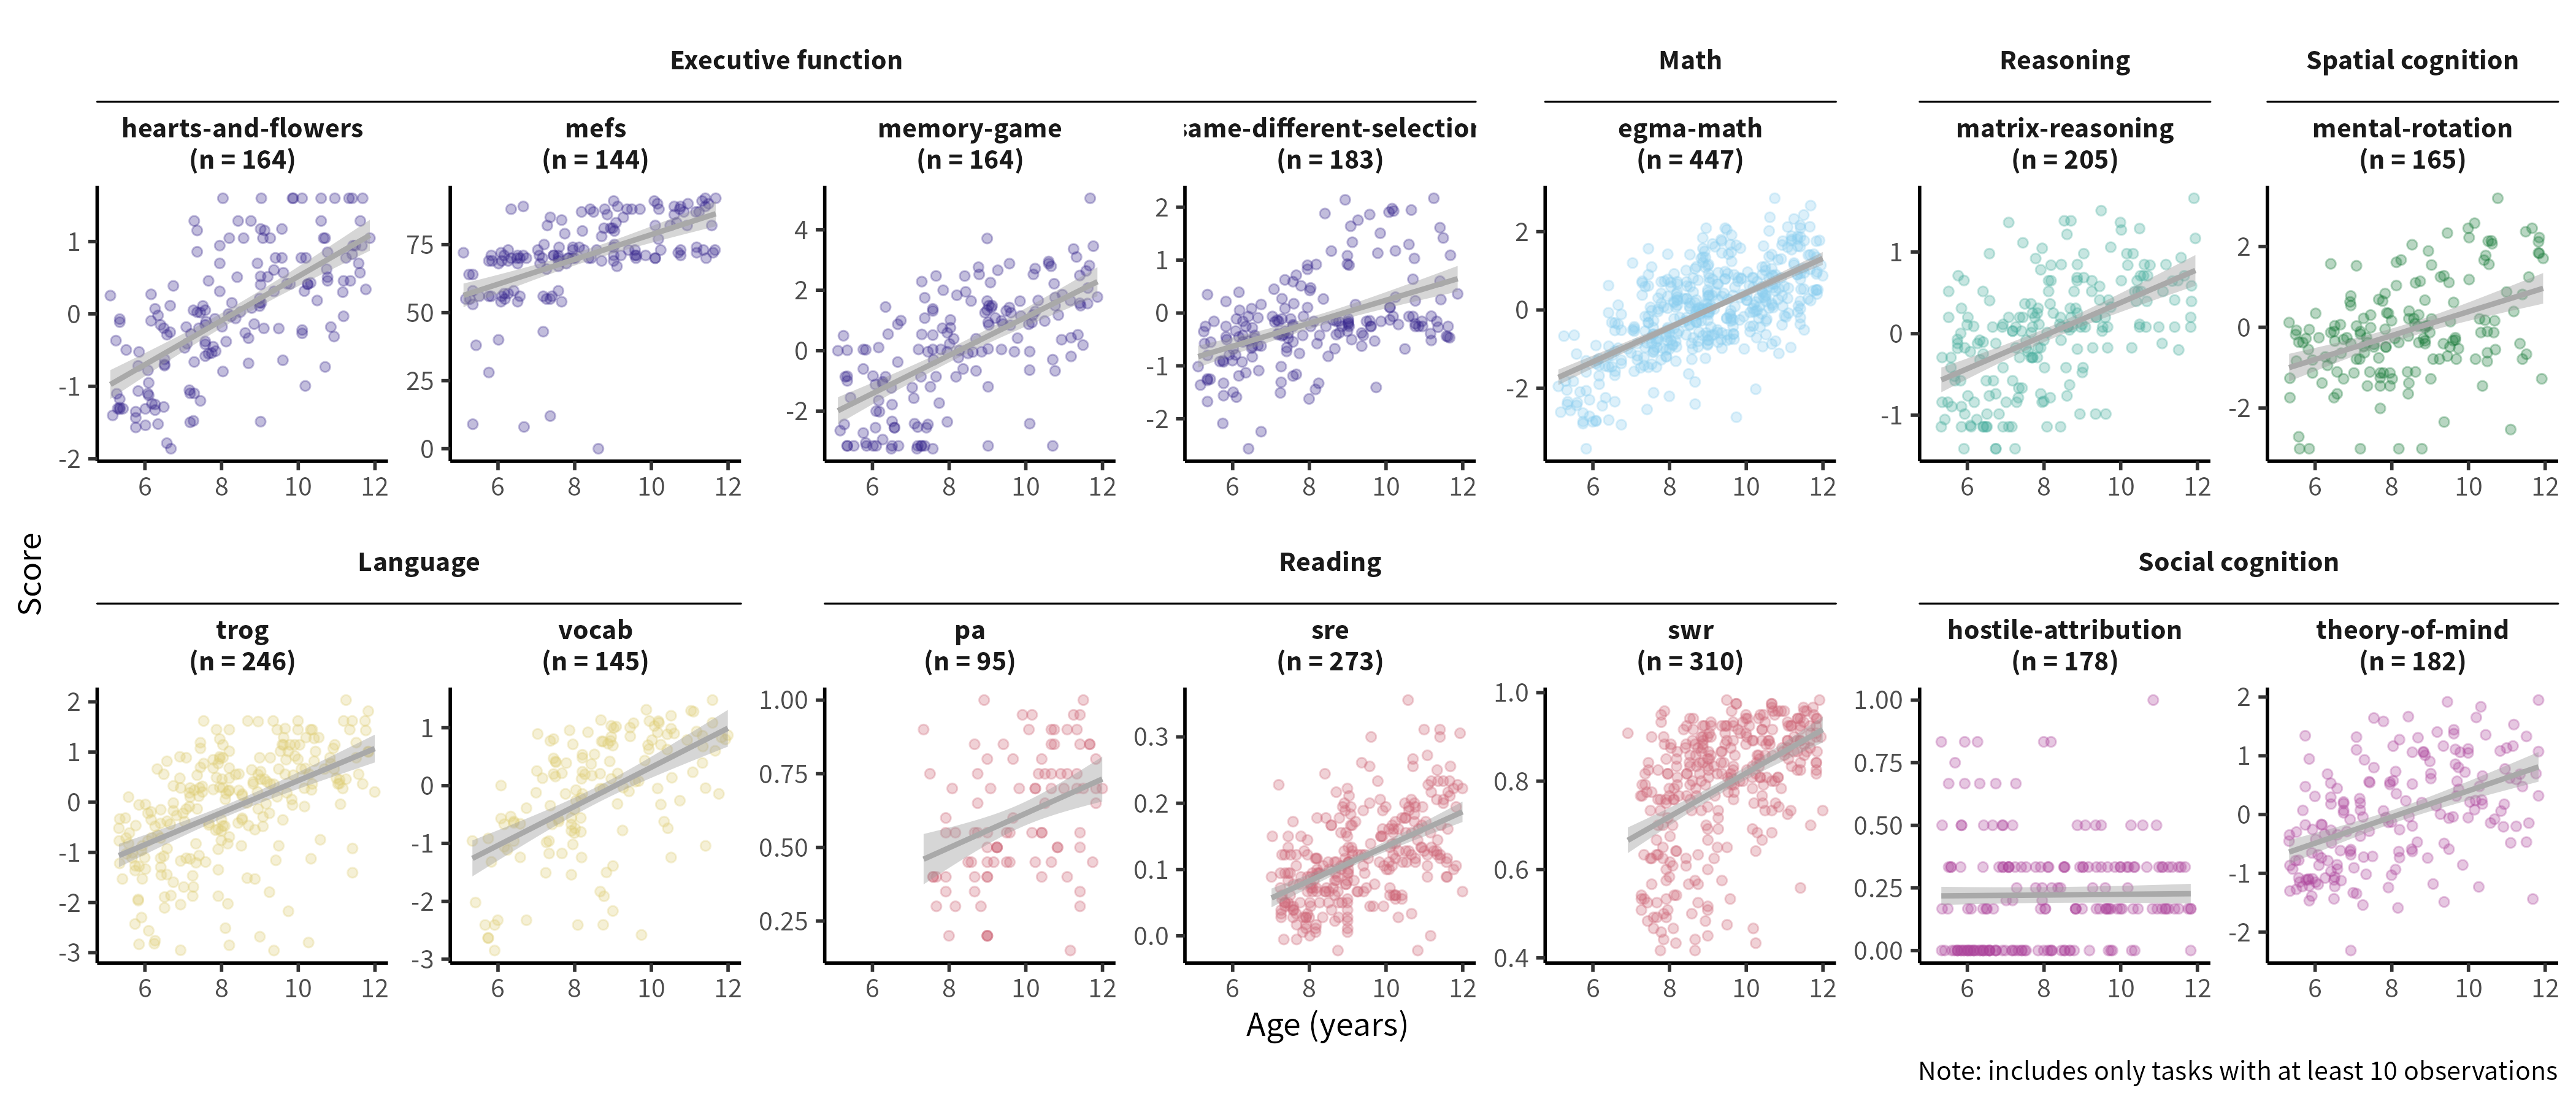 Executive function
Math
Reasoning
Spatial cognition
hearts-and-flowers
(n = 164)
mefs
(n = 144)
memory-game
(n = 164)
same-different-selection
(n = 183)
egma-math
(n = 447)
matrix-reasoning
(n = 205)
mental-rotation
(n = 165)
1
0
-1
-2
6 8 10 12
75
50
25
0
6 8 10 12
4
2
0
-2
6 8 10 12
2
1
0
-1
-2
6 8 10 12
2
0
-2
6 8 10 12
1
0
-1
6 8 10 12
2
0
-2
6 8 10 12
Score
Language
Reading
Social cognition
trog
(n = 246)
vocab
(n = 145)
pa
(n = 95)
sre
(n = 273)
swr
(n = 310)
hostile-attribution
(n = 178)
theory-of-mind
(n = 182)
2
1
0
-1
-2
-3
6 8 10 12
1
0
-1
-2
-3
6 8 10 12
1.00
0.75
0.50
0.25
6 8 10 12
0.3
0.2
0.1
0.0
6 8 10 12
1.0
0.8
0.6
0.4
6 8 10 12
1.00
0.75
0.50
0.25
0.00
6 8 10 12
2
1
0
-1
-2
6 8 10 12
Age (years)
Note: includes only tasks with at least 10 observations